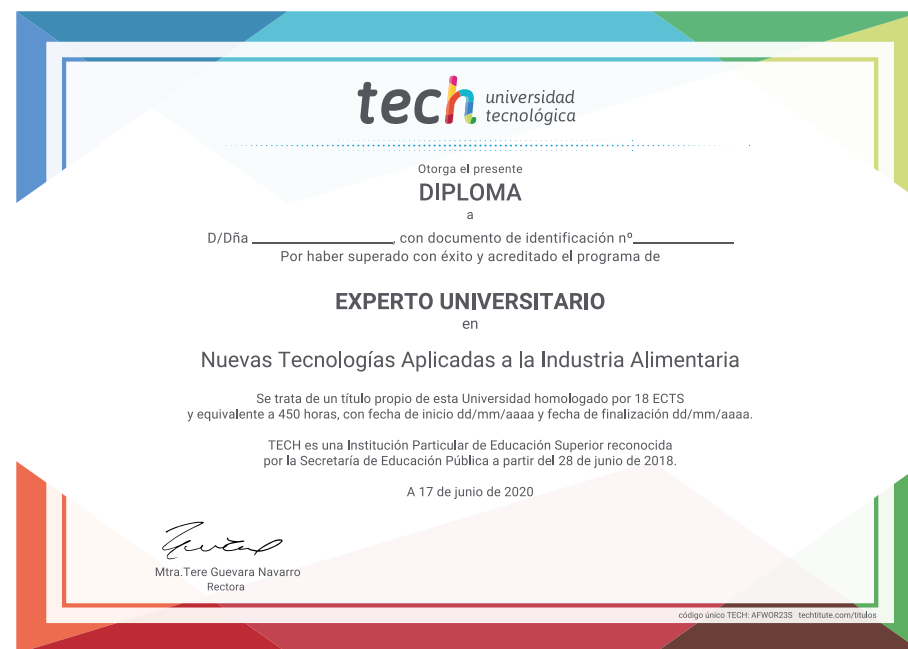 tech universidad
tecnológica
Otorga el presente
DIPLOMA
a
D/Dña ________________, con documento de identificación nº____________
Por haber superado con éxito y acreditado el programa de
EXPERTO UNIVERSITARIO
en
Nuevas Tecnologías Aplicadas a la Industria Alimentaria
Se trata de un título propio de esta Universidad homologado por 18 ECTS
y equivalente a 450 horas, con fecha de inicio dd/mm/aaaa y fecha de finalización dd/mm/aaaa.
TECH es una Institución Particular de Educación Superior reconocida
por la Secretaría de Educación Pública a partir del 28 de junio de 2018.
A 17 de junio de 2020
Mtra.Tere Guevara Navarro
Rectora
código único TECH: AFWOR23S techtitute.com/titulos